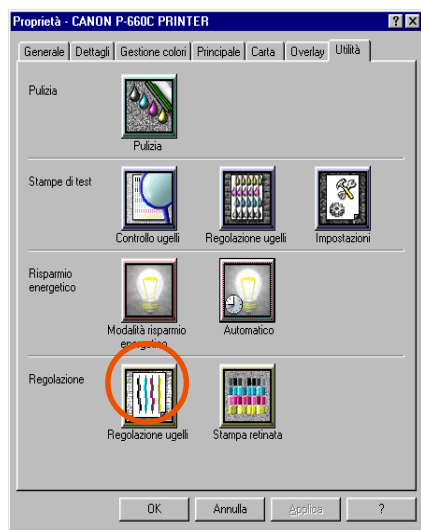 Proprietà - CANON P-660C PRINTER
Generale Dettagli Gestione colori Principale Carta Overlay Utilità
Pulizia
Pulizia
Stampe di test
Controllo ugelli Regolazione ugelli Impostazioni
Risparmio
energetico
Modalità risparmio
energetico
Automatico
Regolazione
Regolazione ugelli Stampa retinata
OK Annulla Applica ?